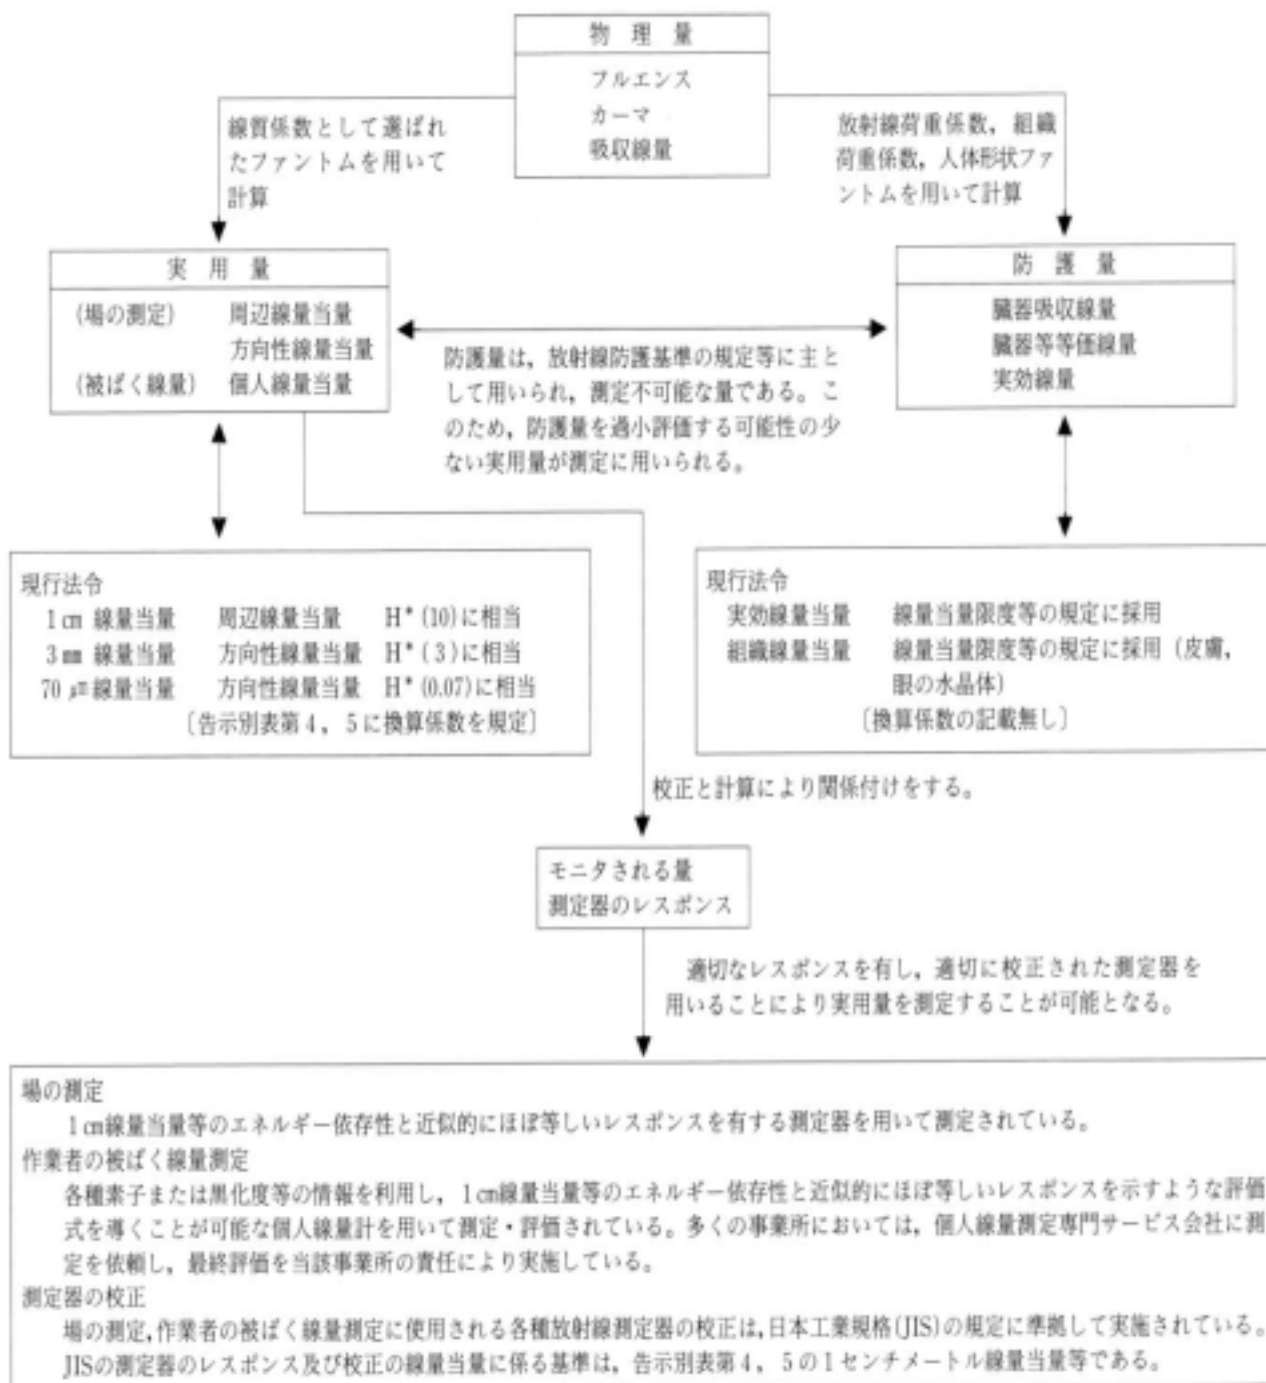 物理量
フルエンス
カーマ
吸収線量
線質係数として選ばれ
たファントムを用いて
計算
放射線荷重係数，組織
荷重係数，人体形状ファ
ントムを用いて計算
実用量
(場の測定) 周辺線量当量
方向性線量当量
(被ばく線量) 個人線量当量
防護量
臓器吸収線量
臓器等等価線量
実効線量
防護量は，放射線防護基準の規定等に主と
して用いられ，測定不可能な量である。こ
のため，防護量を過小評価する可能性の少
ない実用量が測定に用いられる。
現行法令
1㎝ 線量当量 周辺線量当量 H*(10)に相当
3㎜ 線量当量 方向性線量当量 H*(3)に相当
70μm線量当量 方向性線量当量 H*(0.07)に相当
〔告示別表第4，5に換算係数を規定〕
現行法令
実効線量当量 線量当量限度等の規定に採用
組織線量当量 線量当量限度等の規定に採用（皮膚，
眼の水晶体）
〔換算係数の記載無し〕
校正と計算により関係付けをする。
モニタされる量
測定器のレスポンス
適切なレスポンスを有し，適切に校正された測定器を
用いることにより実用量を測定することが可能となる。
場の測定
1㎝線量当量等のエネルギー依存性と近似的にほぼ等しいレスポンスを有する測定器を用いて測定されている。
作業者の被ばく線量測定
各種素子または黒化度等の情報を利用し，1㎝線量当量等のエネルギー依存性と近似的にほぼ等しいレスポンスを示すような評価
式を導くことが可能な個人線量計を用いて測定・評価されている。多くの事業所においては，個人線量測定専門サービス会社に測
定を依頼し，最終評価を当該事業所の責任により実施している。
測定器の校正
場の測定，作業者の被ばく線量測定に使用される各種放射線測定器の校正は，日本工業規格(JIS)の規定に準拠して実施されている。
JISの測定器のレスポンス及び校正の線量当量に係る基準は，告示別表第4，5の1センチメートル線量当量等である。